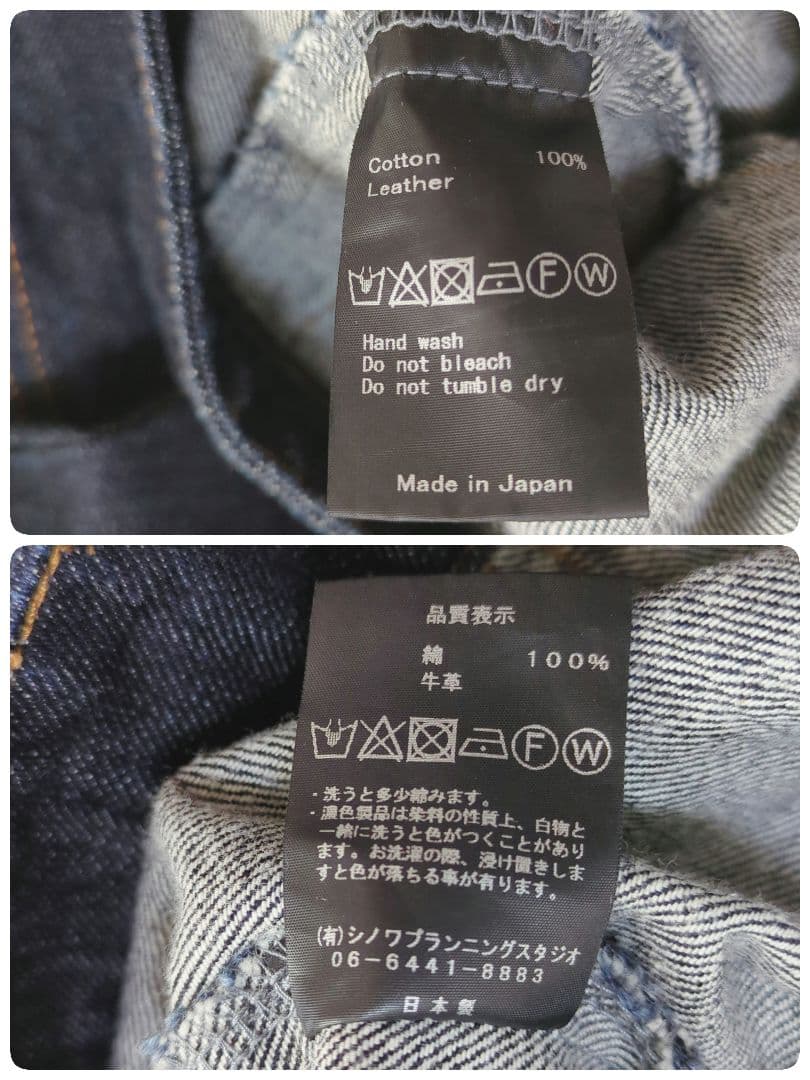 Cotton 100%
Leather
F W
Hand wash
Do not bleach
Do not tumble dry
Made in Japan
品質表示
綿 100%
牛革
F W
・洗うと多少縮みます。
・濃色製品は染料の性質上、白物と
一緒に洗うと色がつくことがあり
ます。お洗濯の際、浸け置きしま
すと色が落ちる事が有ります。
(有)シノワプランニングスタジオ
06-6441-8883
日本製